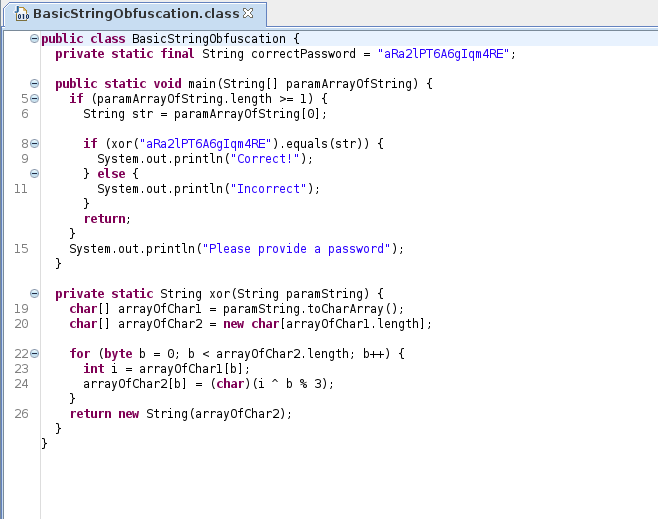 BasicStringObfuscation.class
public class BasicStringObfuscation {
private static final String correctPassword = "aRa2lPT6A6gIqm4RE";
public static void main(String[] paramArrayOfString) {
5 if (paramArrayOfString.length >= 1) {
6 String str = paramArrayOfString[0];
8 if (xor("aRa2lPT6A6gIqm4RE").equals(str)) {
9 System.out.println("Correct!");
} else {
11 System.out.println("Incorrect");
}
return;
}
15 System.out.println("Please provide a password");
}
private static String xor(String paramString) {
19 char[] arrayOfChar1 = paramString.toCharArray();
20 char[] arrayOfChar2 = new char[arrayOfChar1.length];
22 for (byte b = 0; b < arrayOfChar2.length; b++) {
23 int i = arrayOfChar1[b];
24 arrayOfChar2[b] = (char)(i ^ b % 3);
}
26 return new String(arrayOfChar2);
}
}